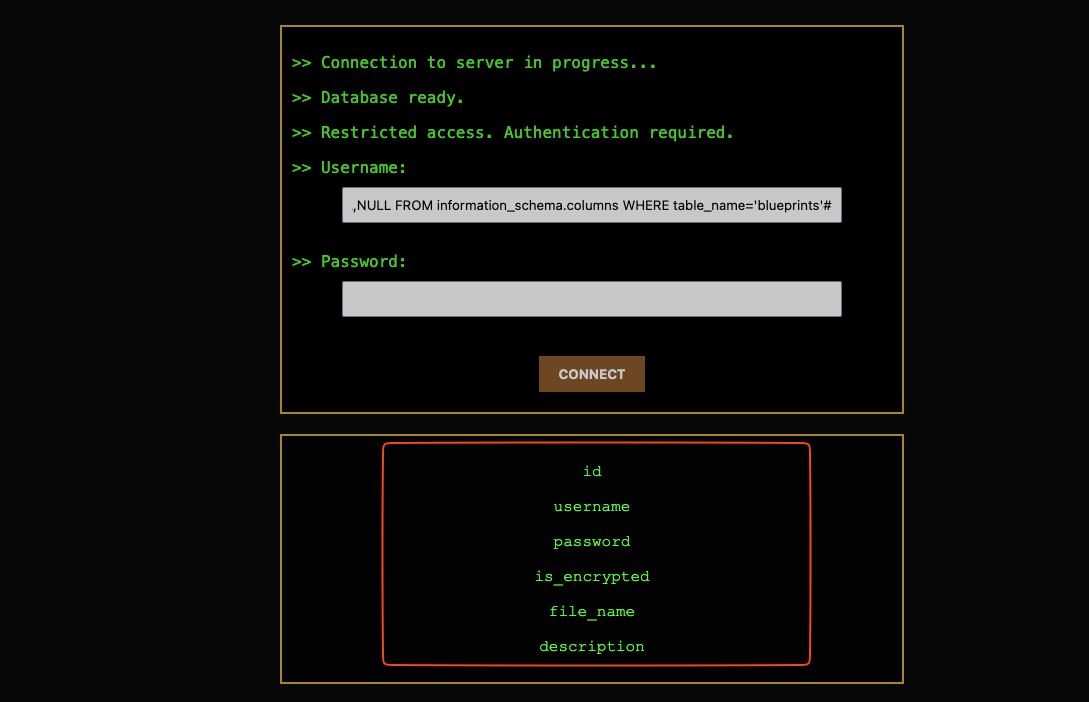 >> Connection to server in progress...
>> Database ready.
>> Restricted access. Authentication required.
>> Username:
,NULL FROM information_schema.columns WHERE table_name='blueprints'#
>> Password:
CONNECT
id
username
password
is_encrypted
file_name
description